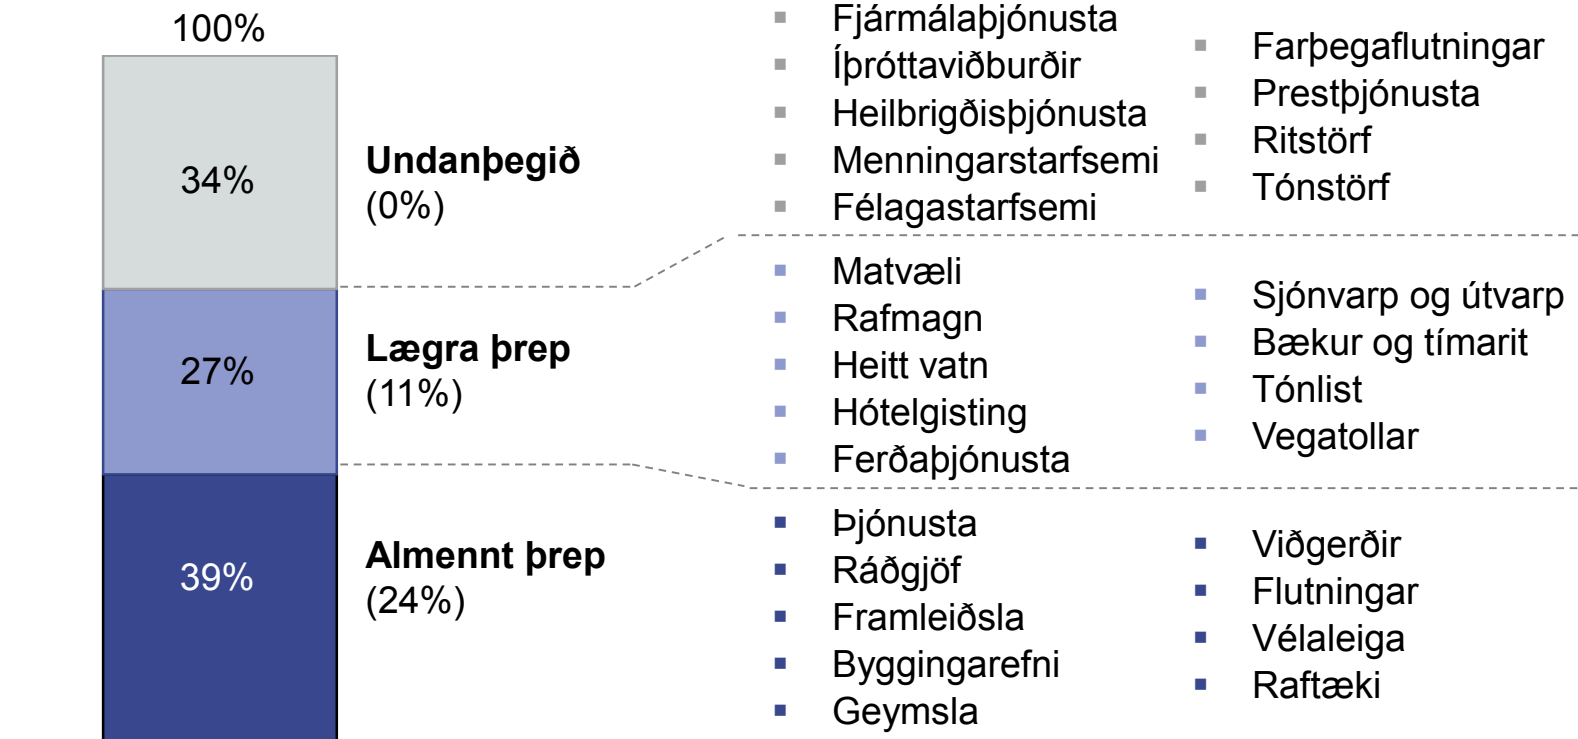 100%
34%
Undanþegið
(0%)
Fjármálaþjónusta
Íþróttaviðburðir
Heilbrigðisþjónusta
Menningarstarfsemi
Félagastarfsemi
Farþegaflutningar
Prestþjónusta
Ritstörf
Tónstörf
27%
Lægra þrep
(11%)
Matvæli
Rafmagn
Heitt vatn
Hótelgisting
Ferðaþjónusta
Sjónvarp og útvarp
Bækur og tímarit
Tónlist
Vegatollar
39%
Almennt þrep
(24%)
Þjónusta
Ráðgjöf
Framleiðsla
Byggingarefni
Geymsla
Viðgerðir
Flutningar
Vélaleiga
Raftæki